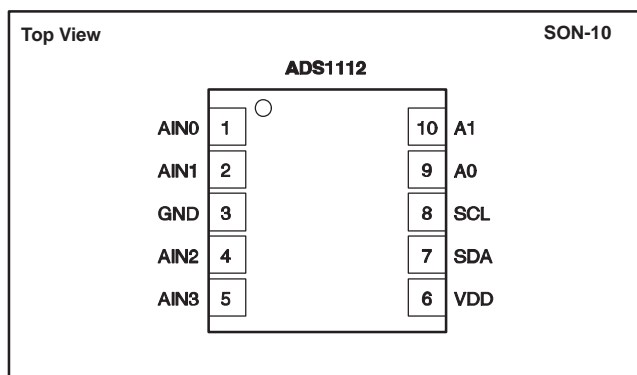 Top View SON-10
ADS1112
AIN0 1 10 A1
AIN1 2 9 A0
GND 3 8 SCL
AIN2 4 7 SDA
AIN3 5 6 VDD